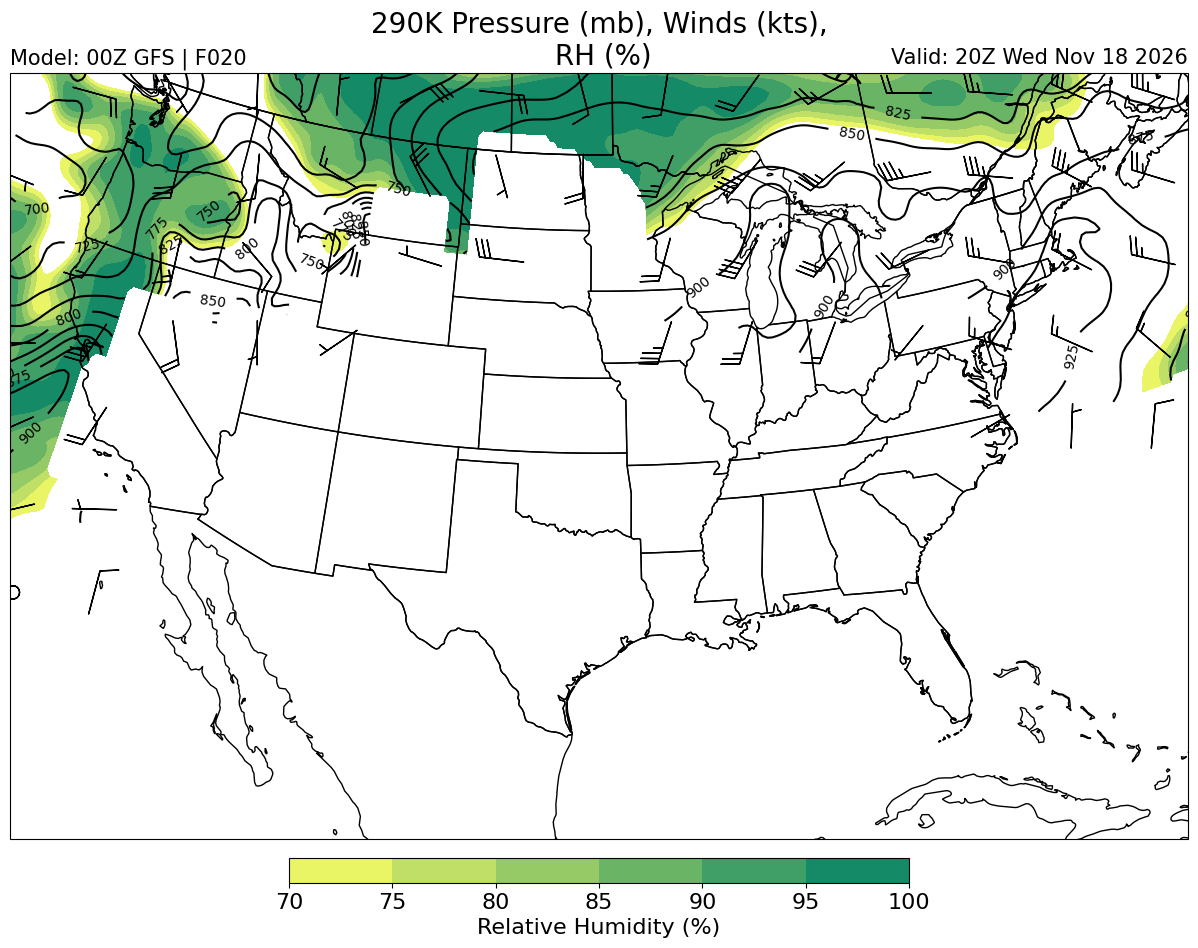 290K Pressure (mb), Winds (kts),
RH (%)
Model: 00Z GFS | F020
Valid: 20Z Wed Nov 18 2026
825
850
750
700
750
775
725
825
800
750
850
800
900
900
900
925
900
70 75 80 85 90 95 100
Relative Humidity (%)